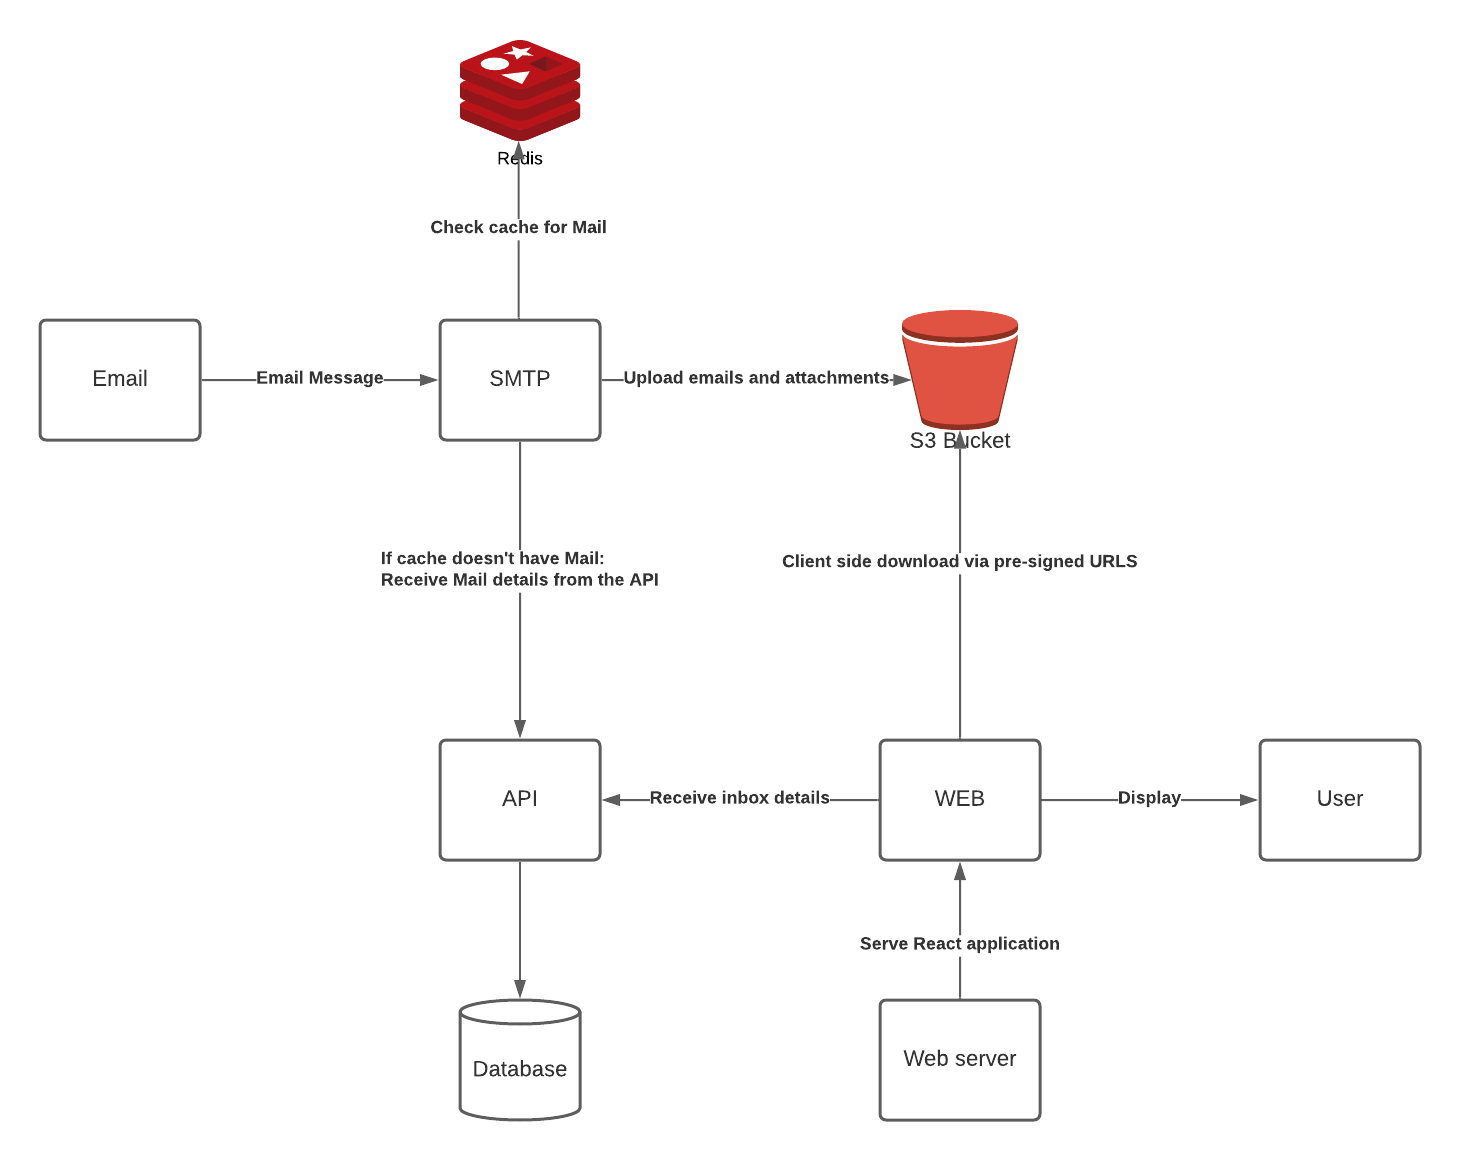 Redis
Check cache for Mail
Email
Email Message
SMTP
Upload emails and attachments
S3 Bucket
If cache doesn't have Mail:
Receive Mail details from the API
Client side download via pre-signed URLS
API
Receive inbox details
WEB
Display
User
Serve React application
Database
Web server